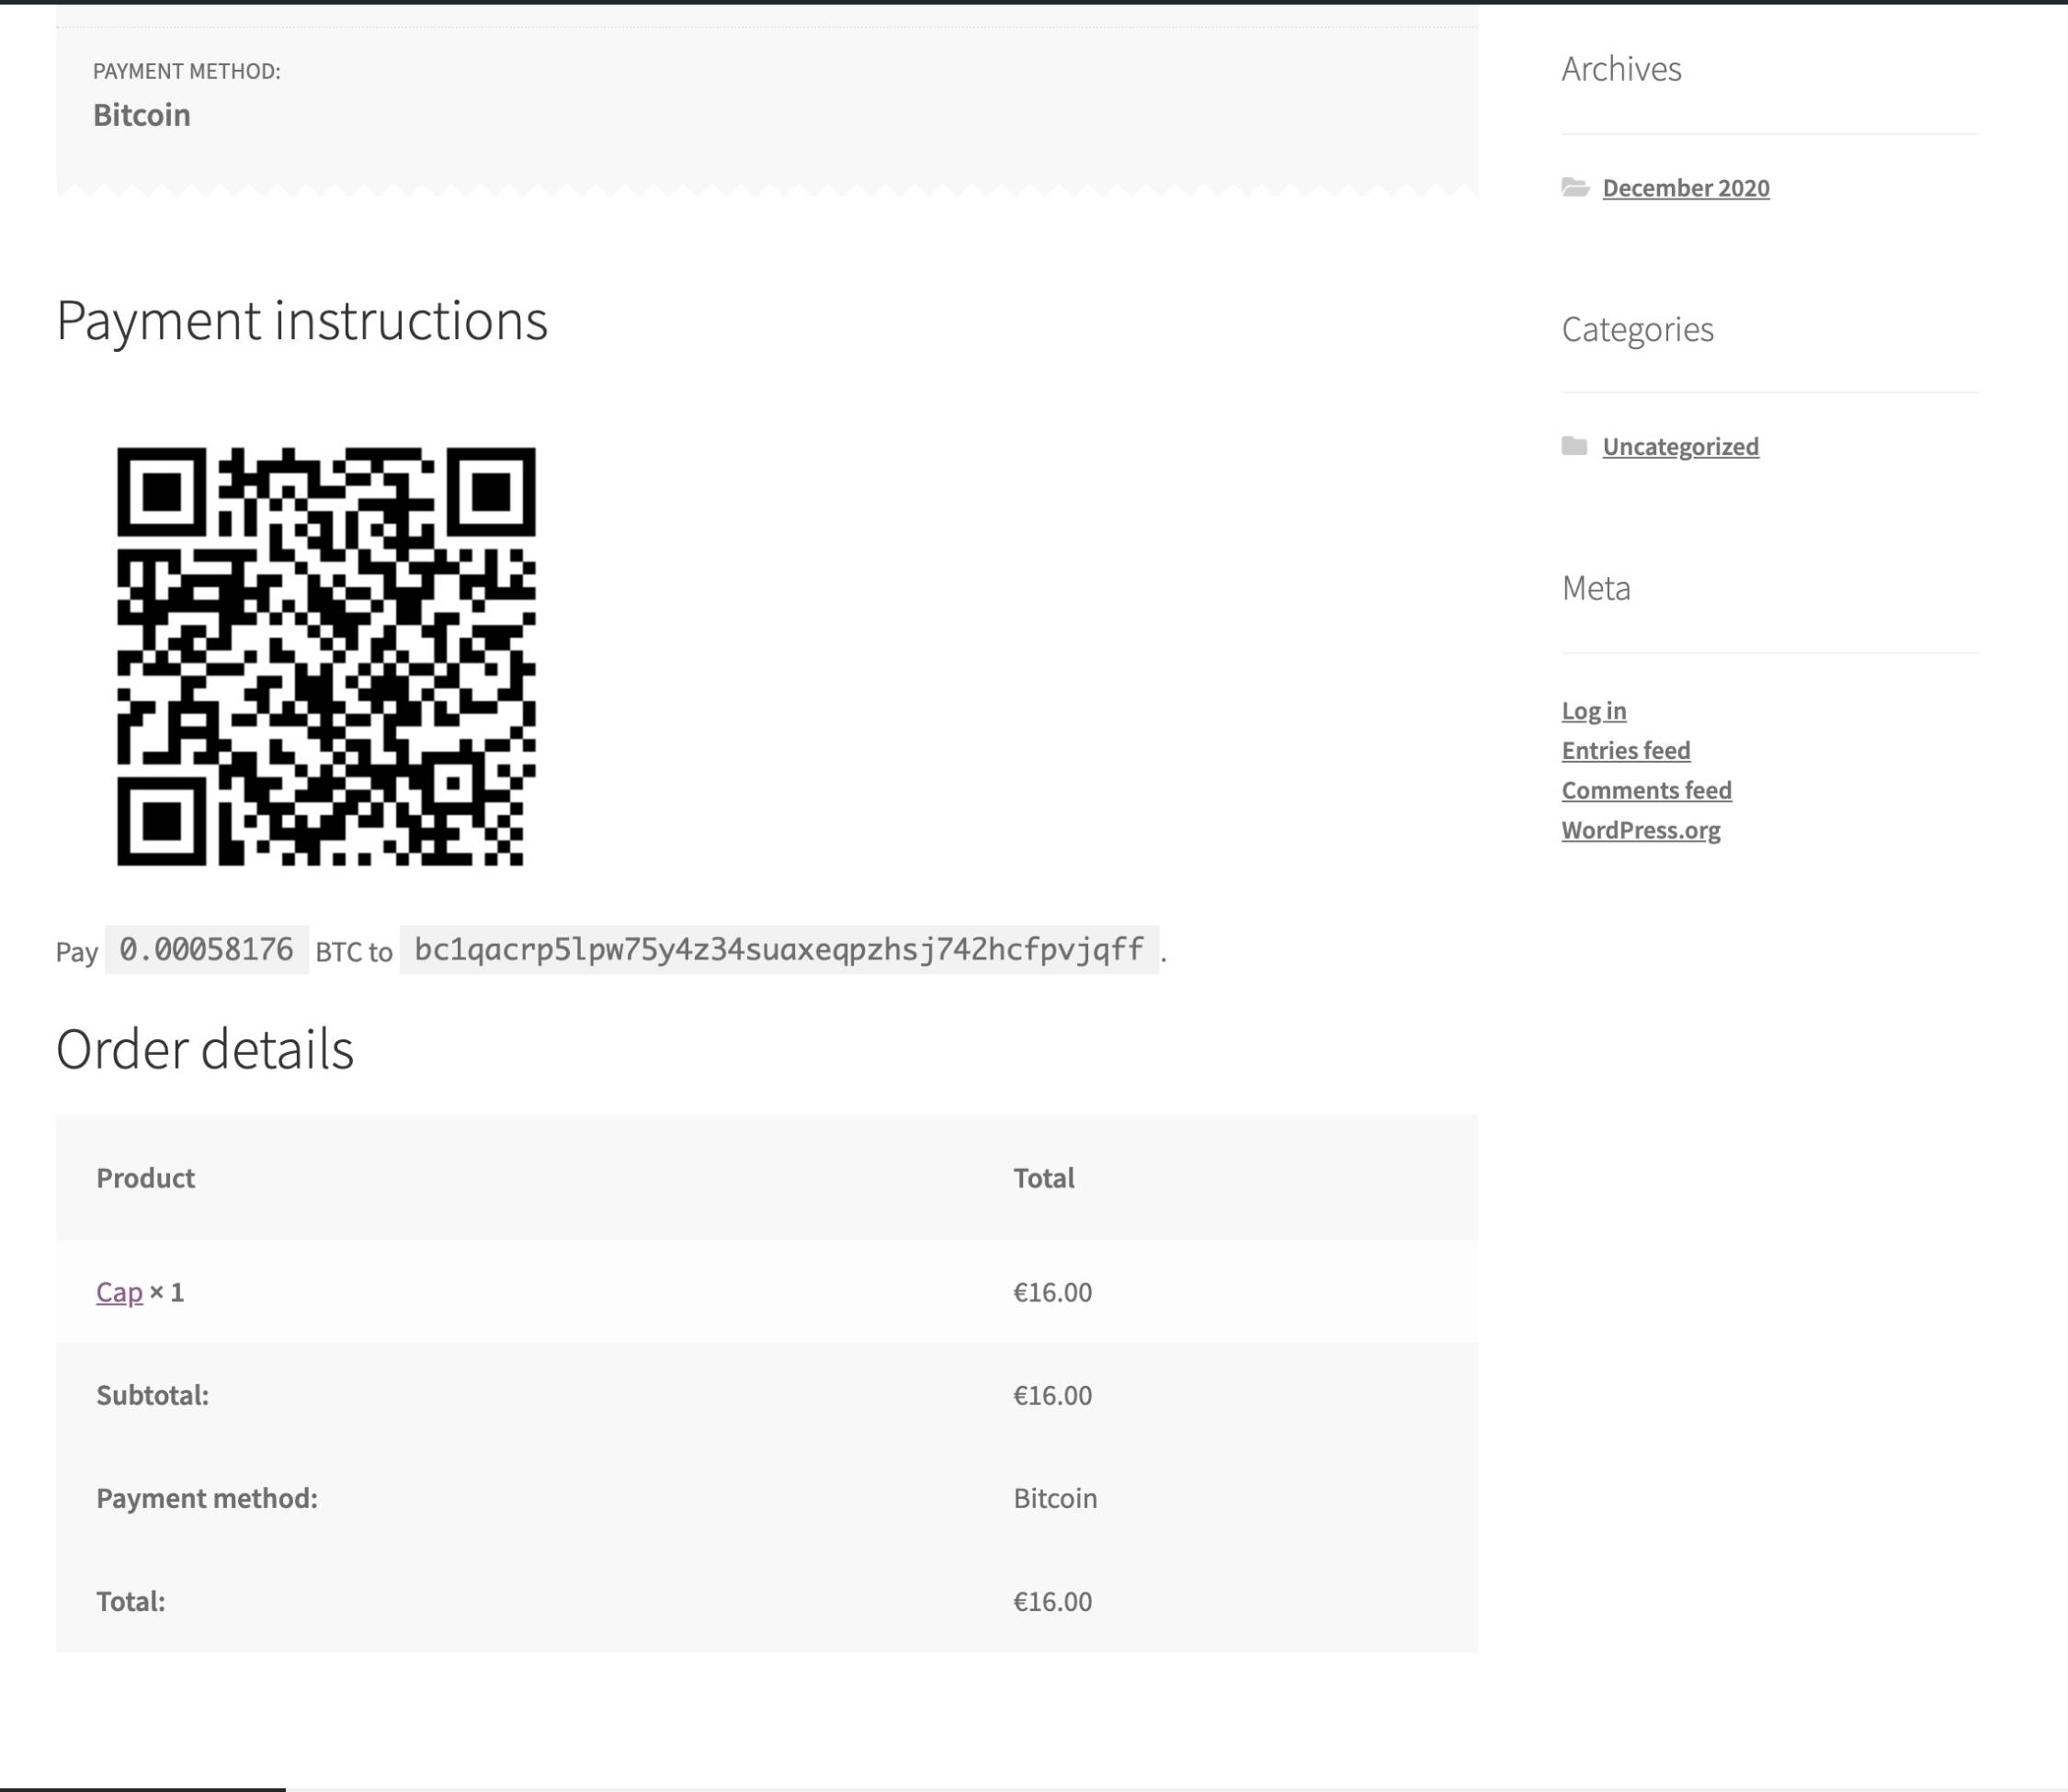 PAYMENT METHOD:
Bitcoin
Payment instructions
Pay 0.00058176 BTC to bc1qacrp5lpw75y4z34suaxeqpzhsj742hcfpvjqff .
Order details
Product Total
Cap × 1 €16.00
Subtotal: €16.00
Payment method: Bitcoin
Total: €16.00
Archives
December 2020
Categories
Uncategorized
Meta
Log in
Entries feed
Comments feed
WordPress.org